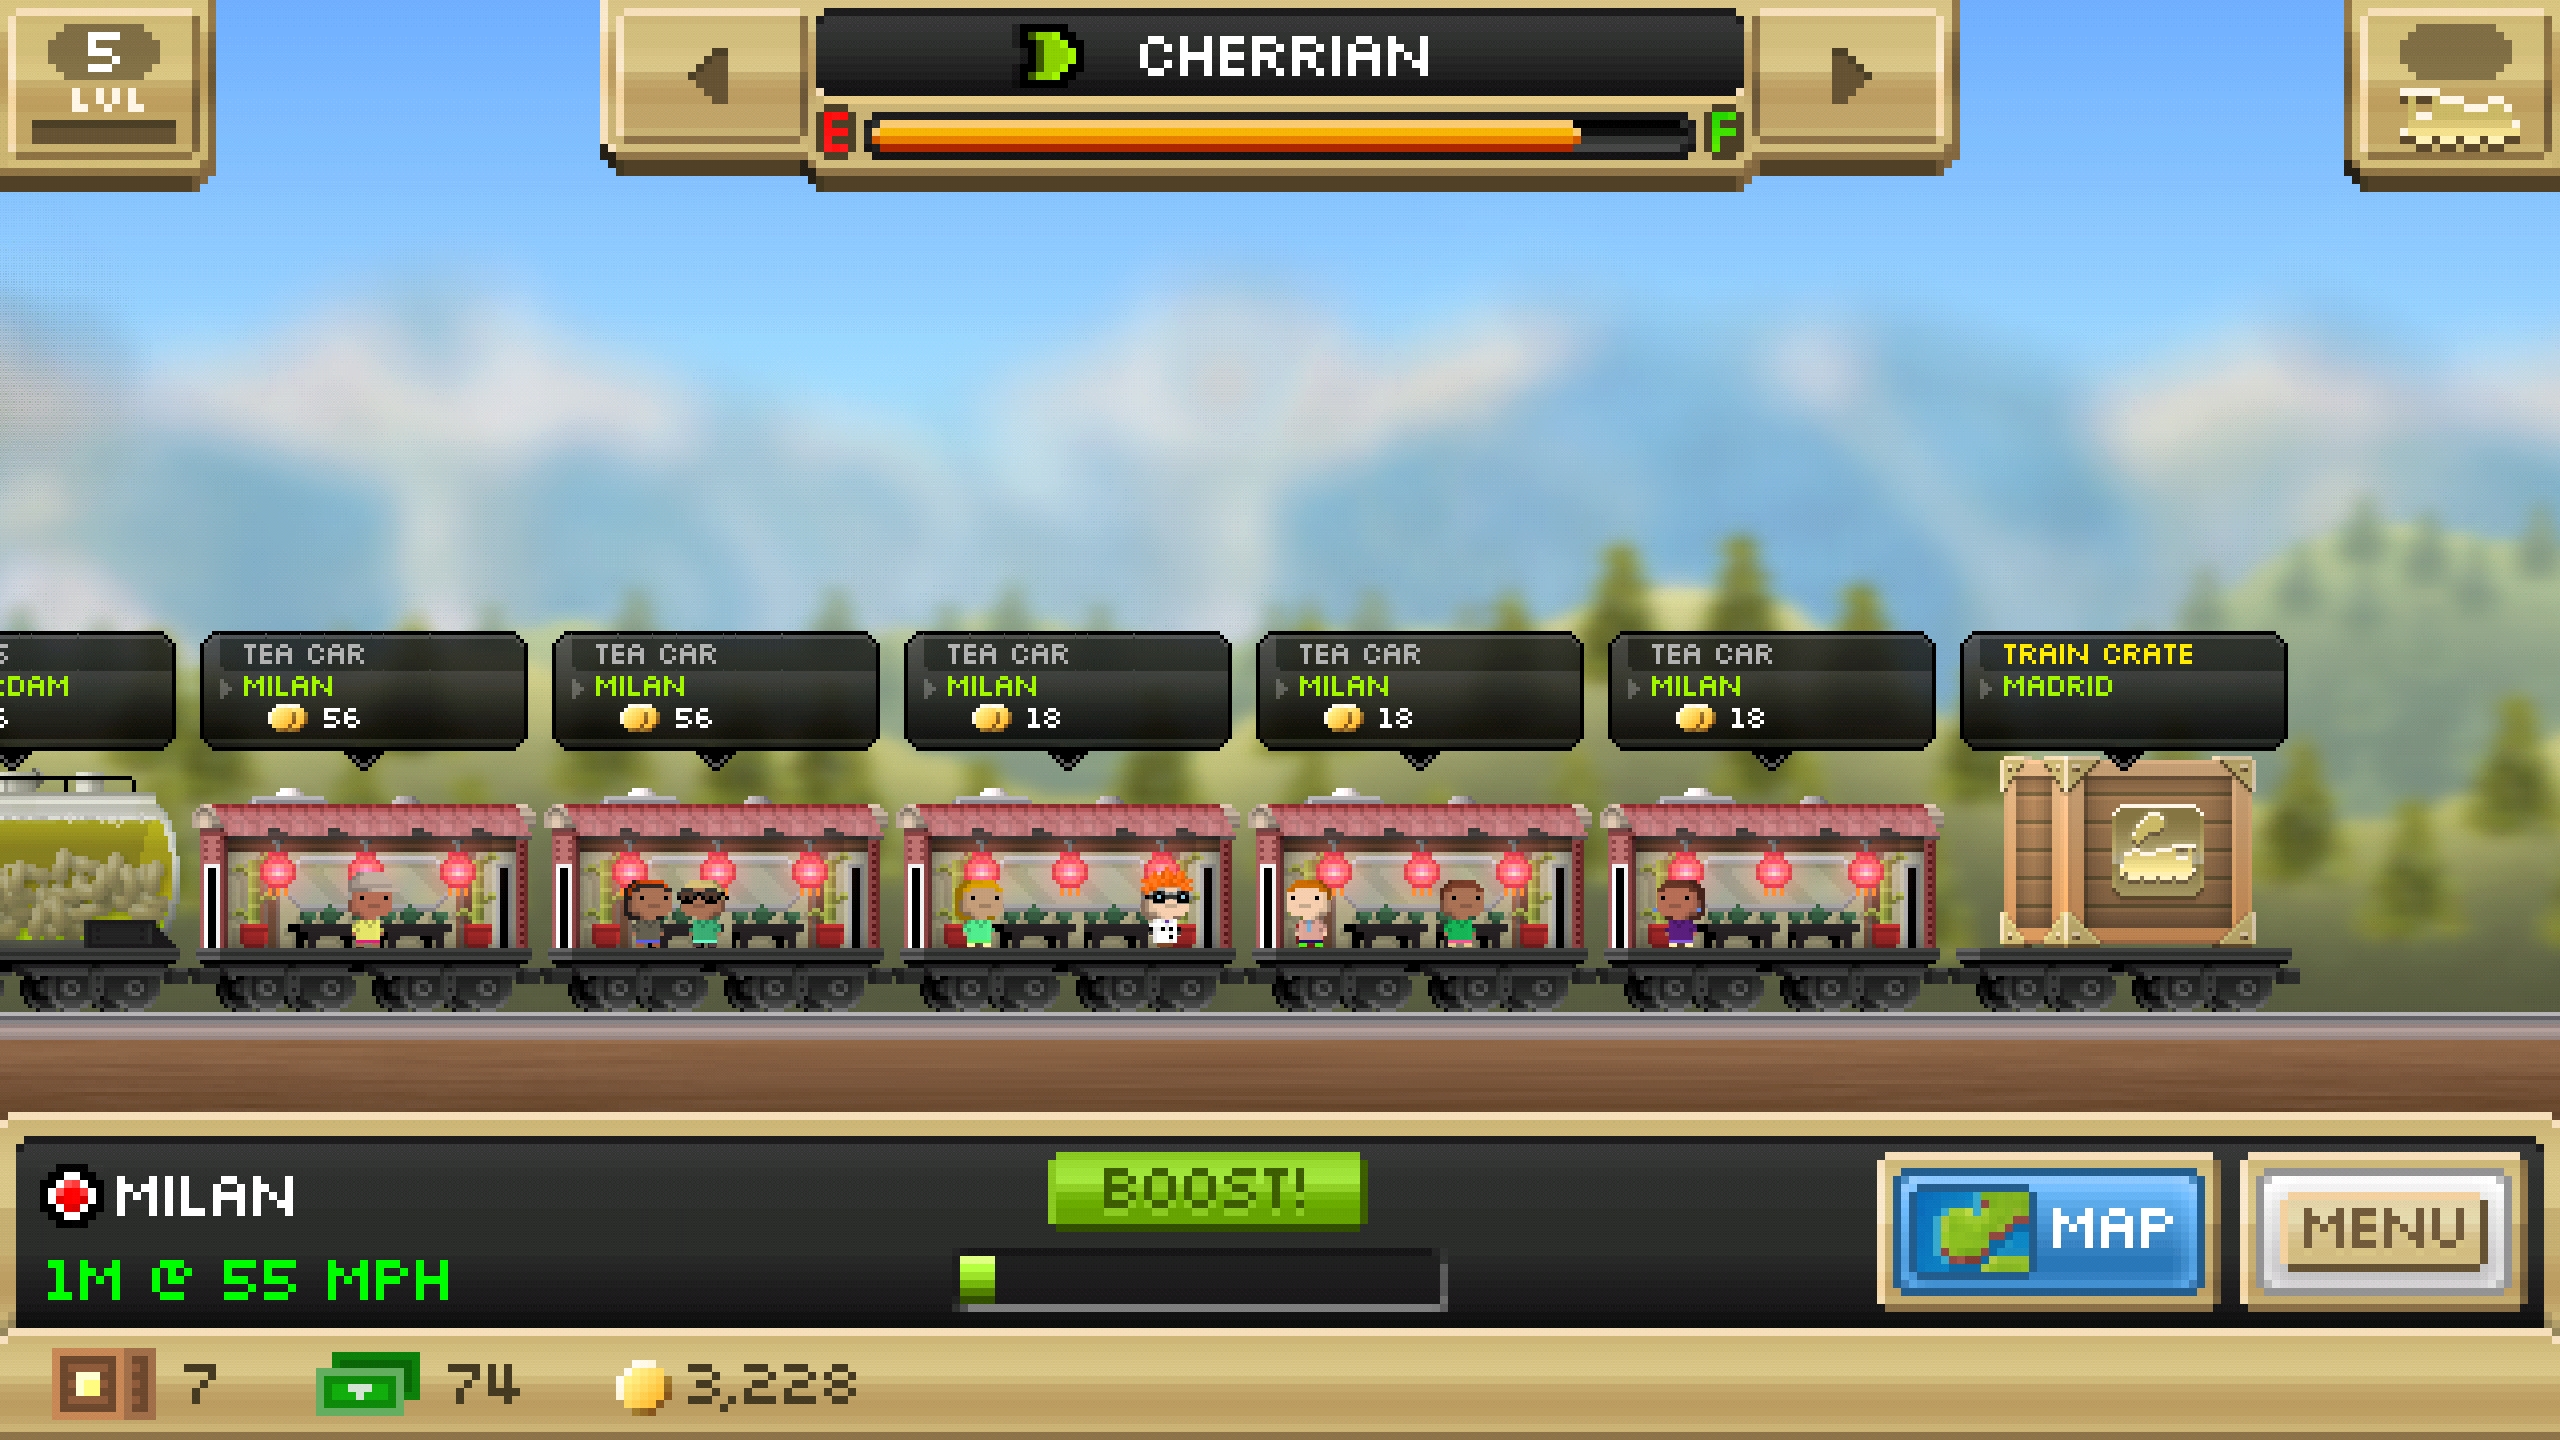 5
LVL
CHERRIAN
E F
S
DAM
TEA CAR
MILAN
56
TEA CAR
MILAN
56
TEA CAR
MILAN
18
TEA CAR
MILAN
18
TEA CAR
MILAN
18
TRAIN CRATE
MADRID
MILAN
1M @ 55 MPH
BOOST!
MAP
MENU
7
74
3,228